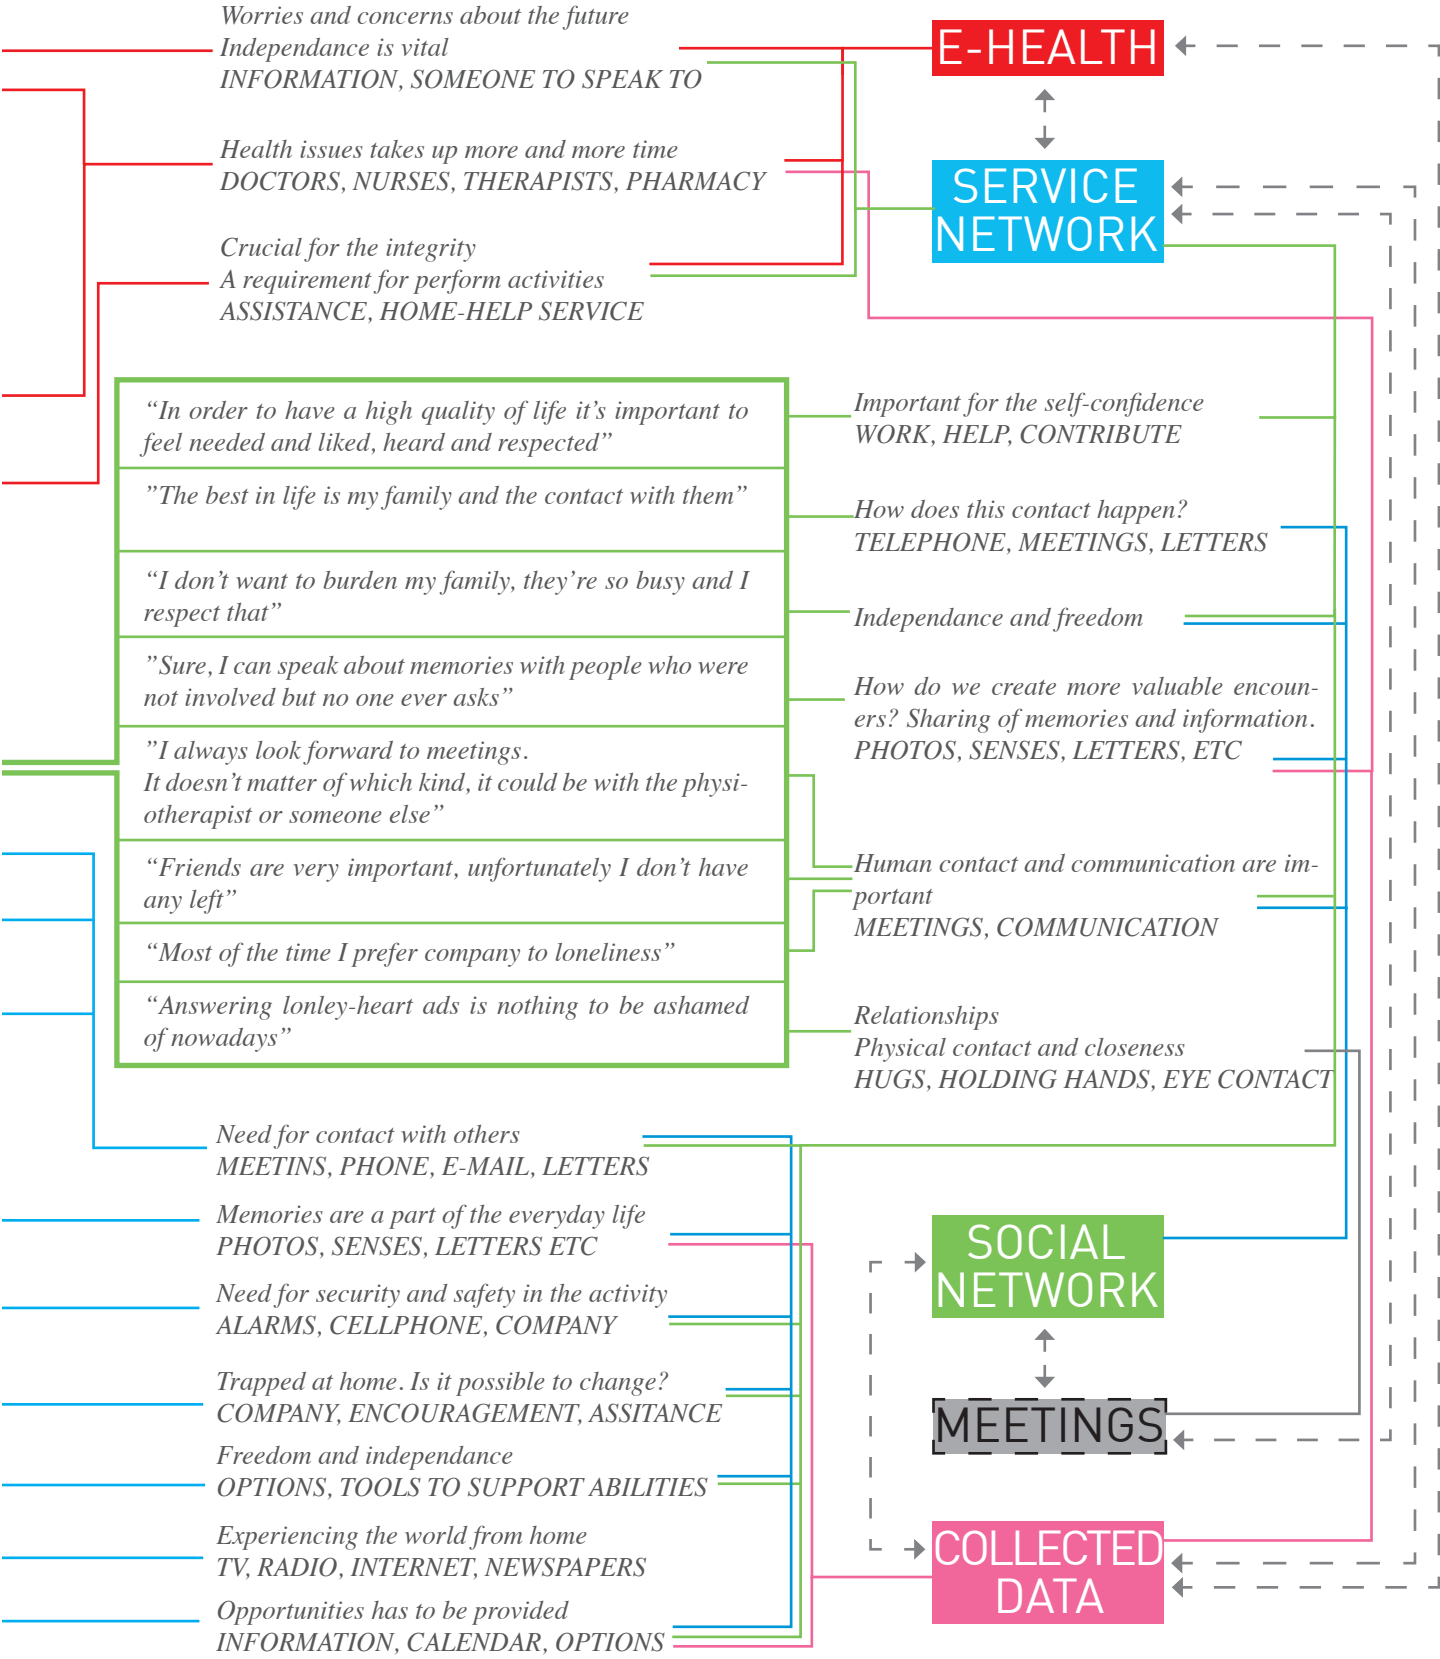 Worries and concerns about the future
Independance is vital
INFORMATION, SOMEONE TO SPEAK TO
E-HEALTH
Health issues takes up more and more time
DOCTORS, NURSES, THERAPISTS, PHARMACY
SERVICE
NETWORK
Crucial for the integrity
A requirement for perform activities
ASSISTANCE, HOME-HELP SERVICE
“In order to have a high quality of life it’s important to
feel needed and liked, heard and respected”
”The best in life is my family and the contact with them”
“I don’t want to burden my family, they’re so busy and I
respect that”
”Sure, I can speak about memories with people who were
not involved but no one ever asks”
”I always look forward to meetings.
It doesn’t matter of which kind, it could be with the physi-
otherapist or someone else”
“Friends are very important, unfortunately I don’t have
any left”
“Most of the time I prefer company to loneliness”
“Answering lonley-heart ads is nothing to be ashamed
of nowadays”
Important for the self-confidence
WORK, HELP, CONTRIBUTE
How does this contact happen?
TELEPHONE, MEETINGS, LETTERS
Independance and freedom
How do we create more valuable encoun-
ers? Sharing of memories and information.
PHOTOS, SENSES, LETTERS, ETC
Human contact and communication are im-
portant
MEETINGS, COMMUNICATION
Relationships
Physical contact and closeness
HUGS, HOLDING HANDS, EYE CONTACT
Need for contact with others
MEETINS, PHONE, E-MAIL, LETTERS
Memories are a part of the everyday life
PHOTOS, SENSES, LETTERS ETC
Need for security and safety in the activity
ALARMS, CELLPHONE, COMPANY
Trapped at home. Is it possible to change?
COMPANY, ENCOURAGEMENT, ASSITANCE
Freedom and independance
OPTIONS, TOOLS TO SUPPORT ABILITIES
Experiencing the world from home
TV, RADIO, INTERNET, NEWSPAPERS
Opportunities has to be provided
INFORMATION, CALENDAR, OPTIONS
SOCIAL
NETWORK
MEETINGS
COLLECTED
DATA